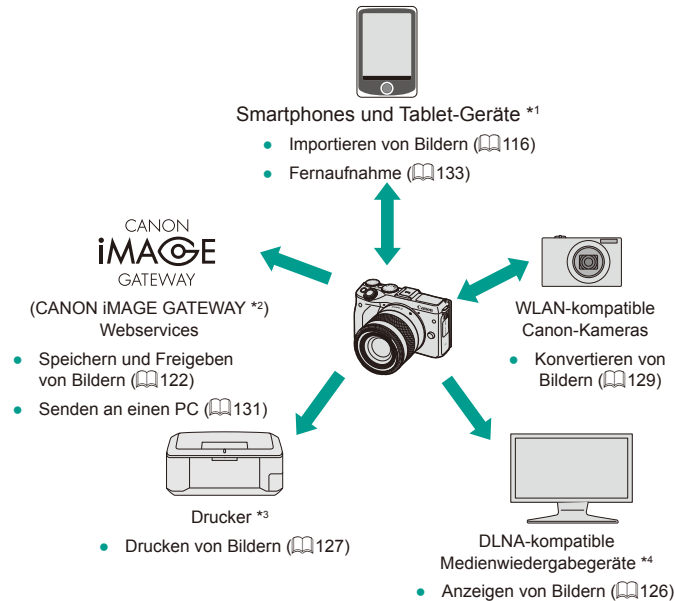 Smartphones und Tablet-Geräte *1
● Importieren von Bildern (116)
● Fernaufnahme (133)
CANON
iMAGE
GATEWAY
(CANON iMAGE GATEWAY *2)
Webservices
● Speichern und Freigeben
von Bildern (122)
● Senden an einen PC (131)
Canon
WLAN-kompatible
Canon-Kameras
● Konvertieren von
Bildern (129)
Drucker *3
● Drucken von Bildern (127)
DLNA-kompatible
Medienwiedergabegeräte *4
● Anzeigen von Bildern (126)